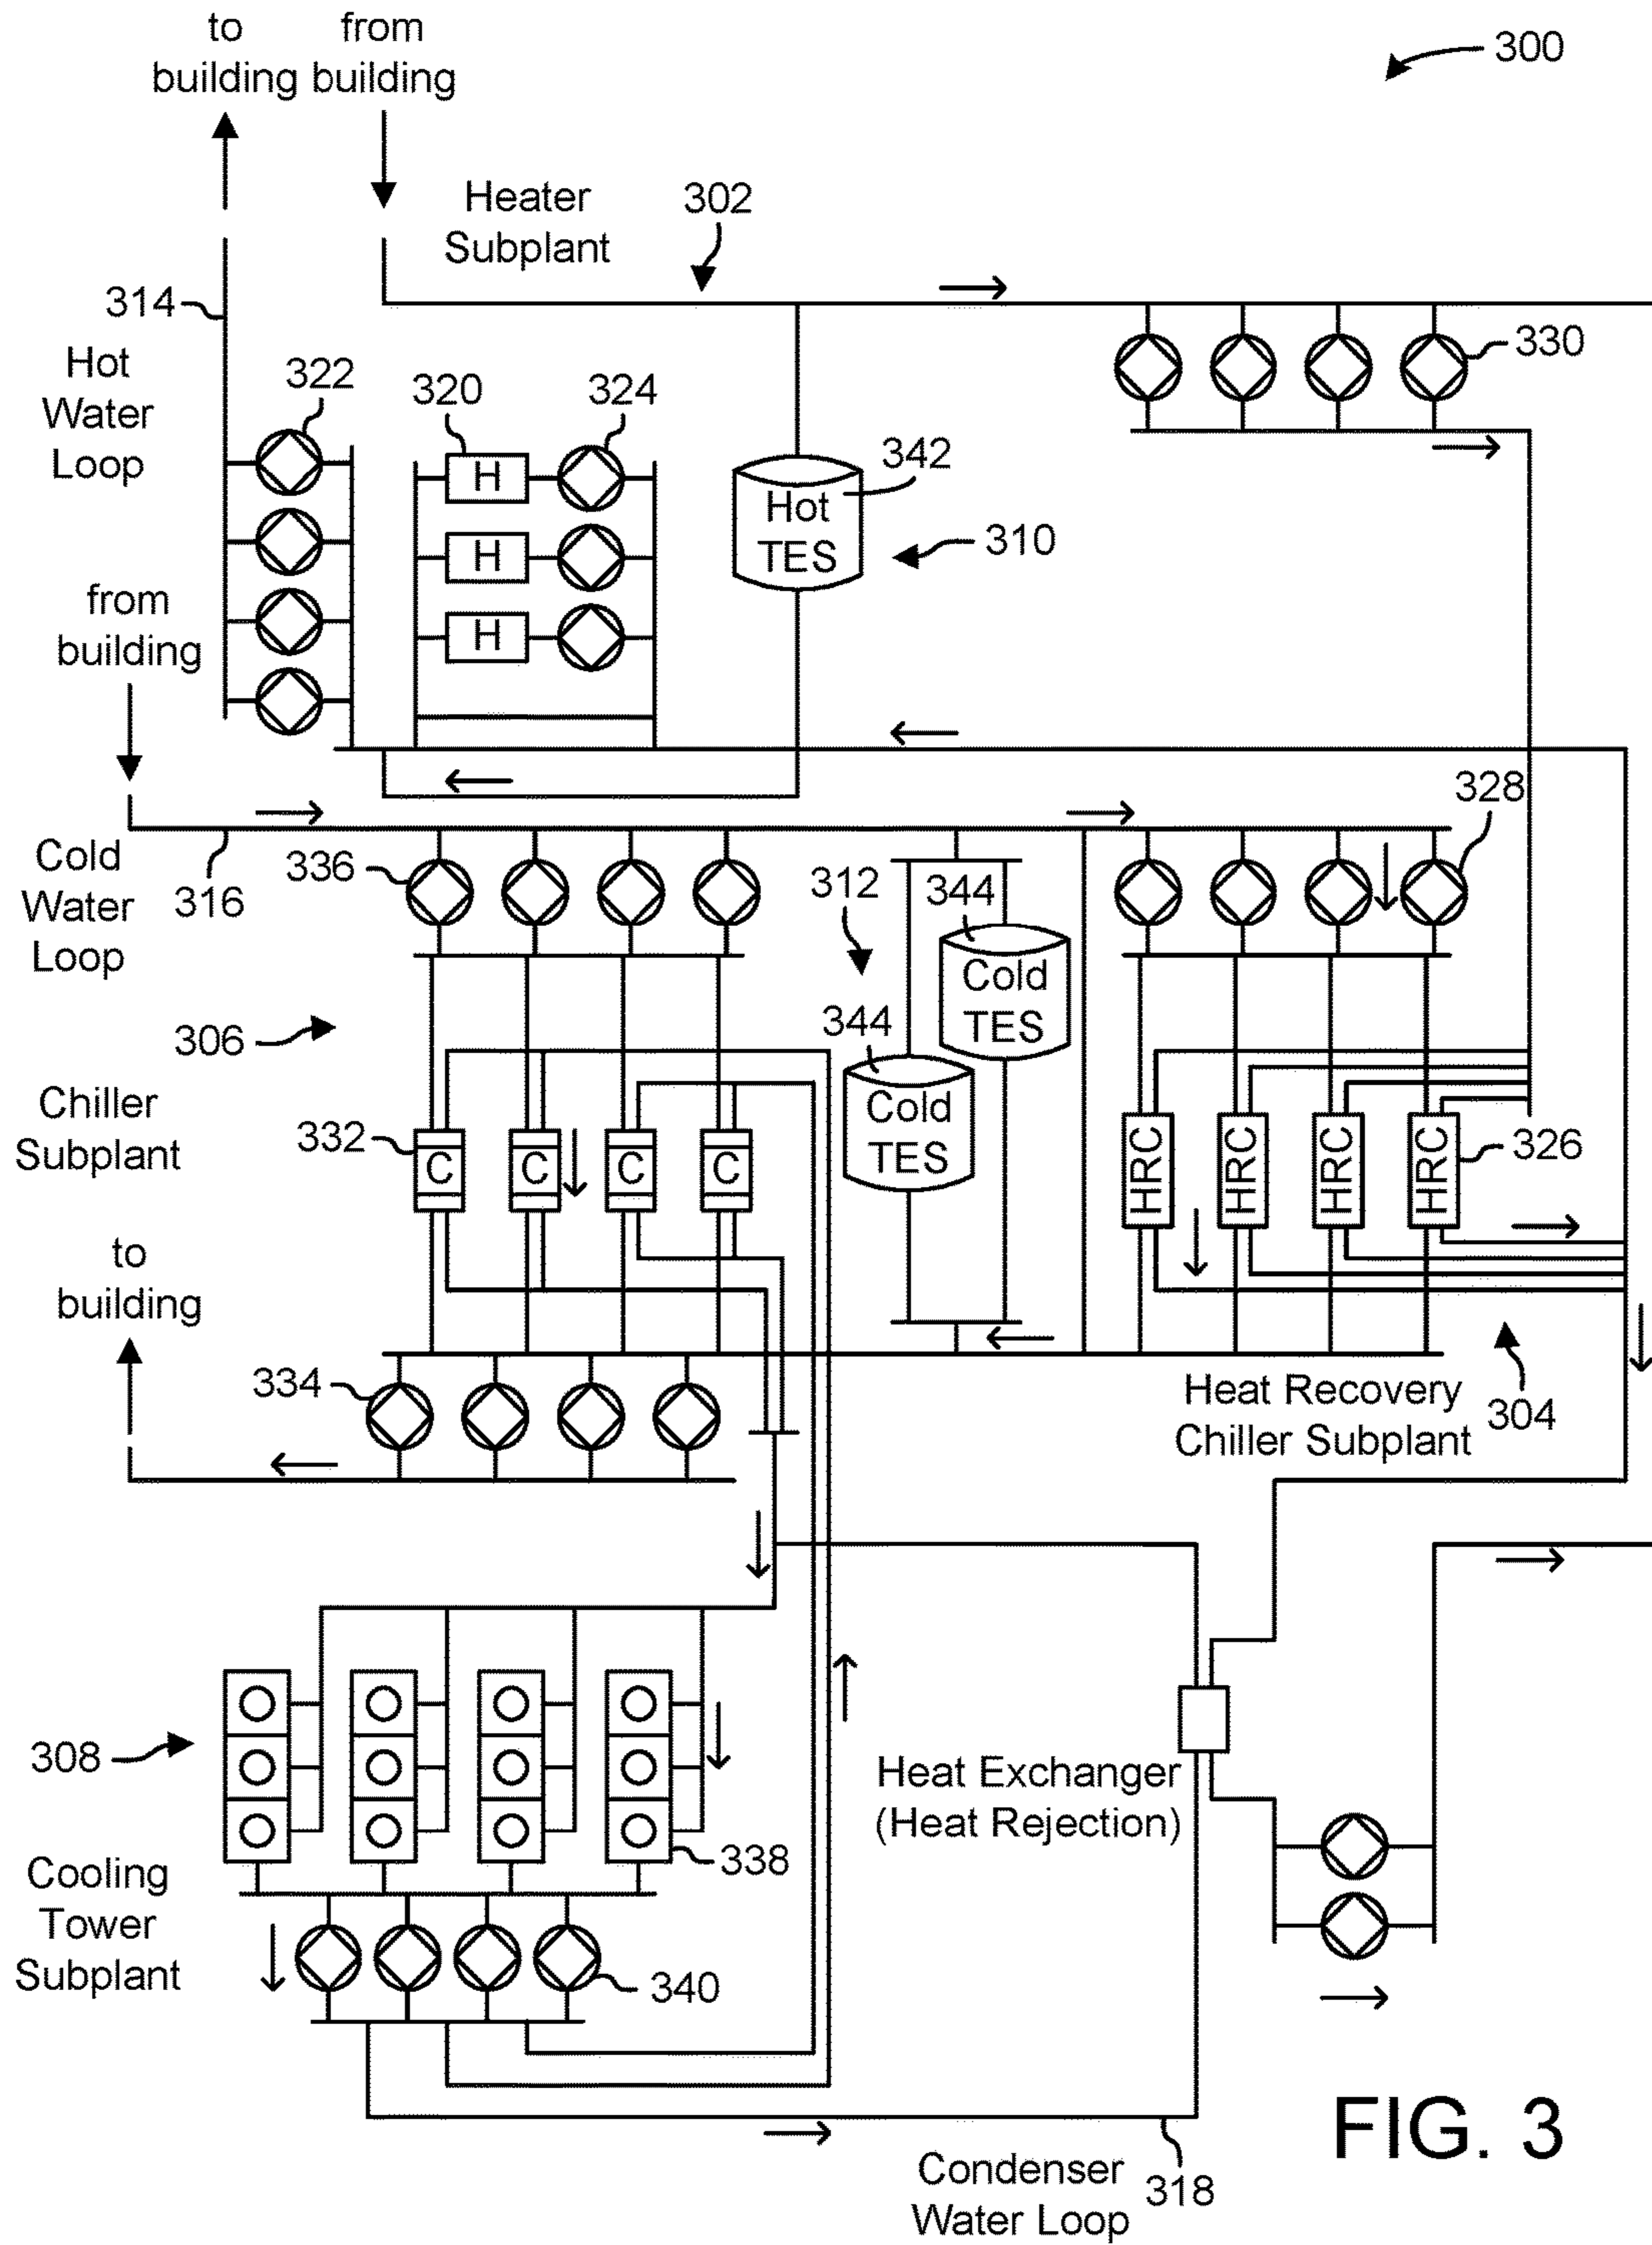 to from
building building
300
Heater
Subplant
302
314
Hot
Water
Loop
322
320
324
330
342
Hot
TES
310
H
H
H
from
building
328
Cold
Water
Loop
316
336
312
344
Cold
TES
344
Cold
TES
306
Chiller
Subplant
332
C
C
C
C
HRC
HRC
HRC
HRC
326
to
building
334
Heat Recovery
Chiller Subplant
304
308
Heat Exchanger
(Heat Rejection)
338
Cooling
Tower
Subplant
340
FIG. 3
Condenser
Water Loop
318